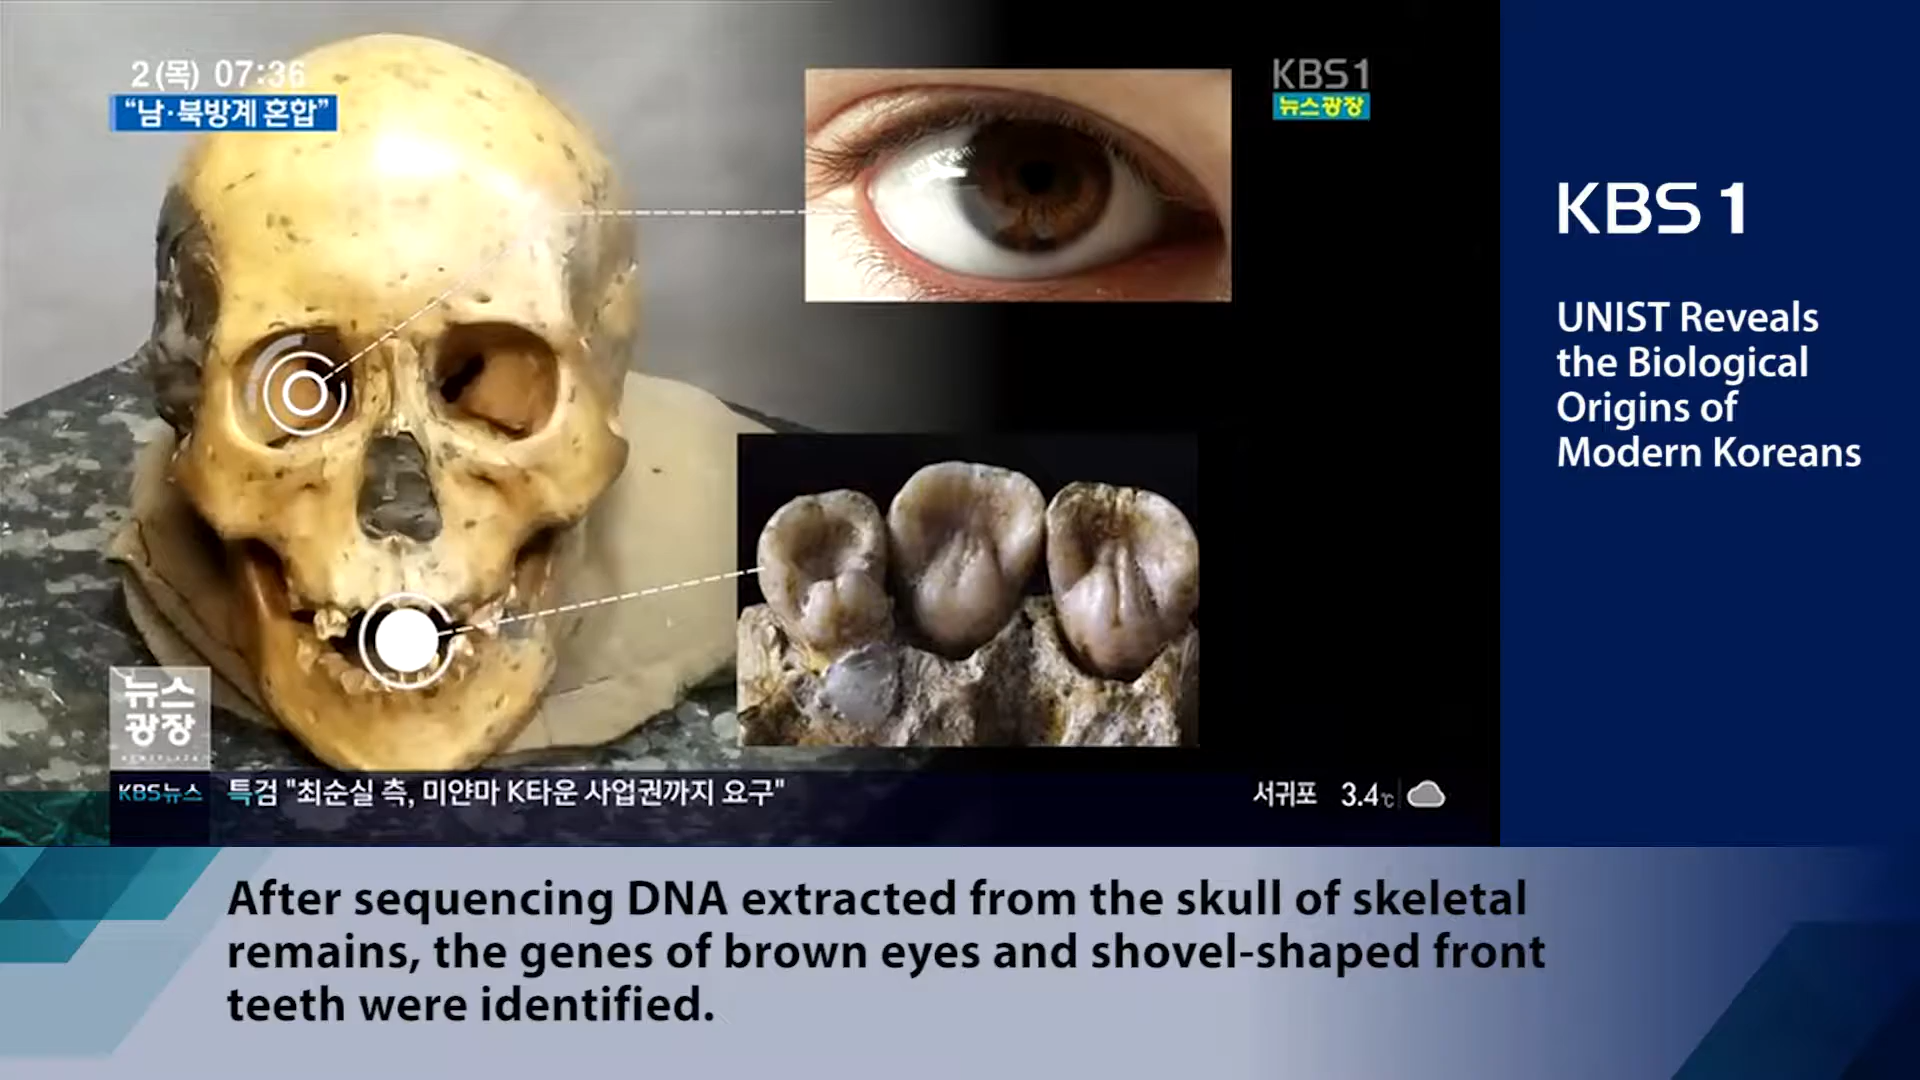 2(목) 07:36
“남·북방계 혼합”
KBS1
뉴스광장
KBS 1
UNIST Reveals
the Biological
Origins of
Modern Koreans
뉴스
광장
KBS뉴스 특검 "최순실 측, 미얀마 K타운 사업권까지 요구"
서귀포 3.4℃
After sequencing DNA extracted from the skull of skeletal
remains, the genes of brown eyes and shovel-shaped front
teeth were identified.